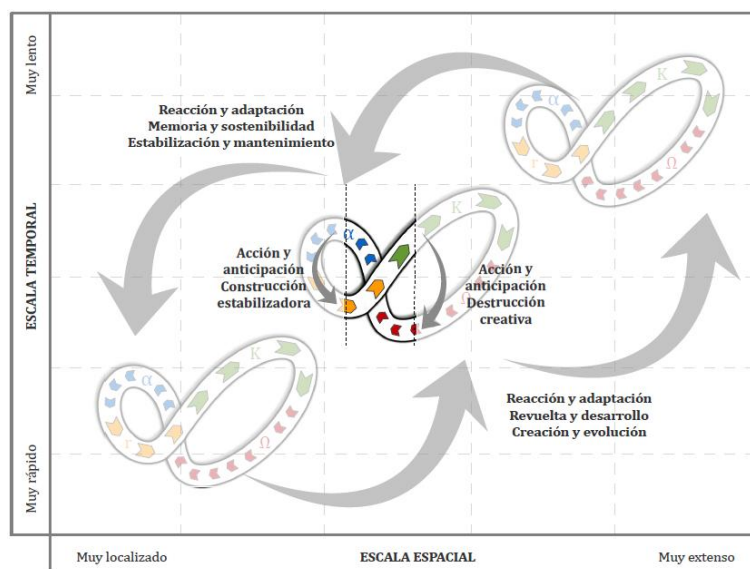 Muy lento
ESCALA TEMPORAL
Muy rápido
Reacción y adaptación
Memoria y sostenibilidad
Estabilización y mantenimiento
α
K
r
Ω
α
K
Ω
Acción y
anticipación
Construcción
estabilizadora
Acción y
anticipación
Destrucción
creativa
α
K
r
Ω
Reacción y adaptación
Revuelta y desarrollo
Creación y evolución
Muy localizado
ESCALA ESPACIAL
Muy extenso